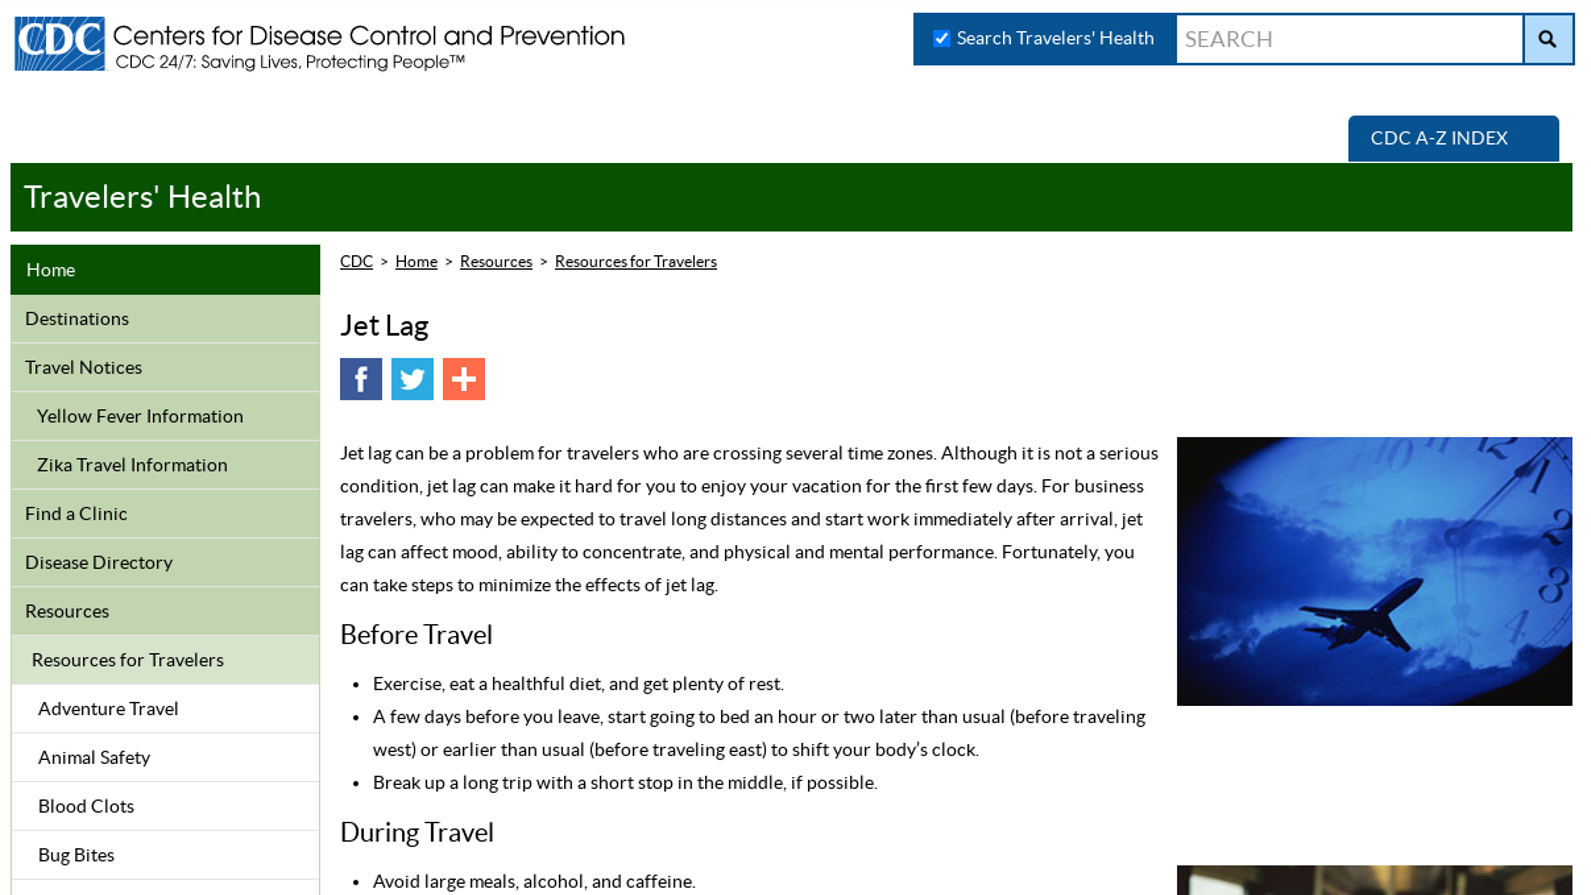 CDC Centers for Disease Control and Prevention
CDC 24/7: Saving Lives, Protecting People™
Search Travelers' Health
SEARCH
CDC A-Z INDEX
Travelers' Health
Home
Destinations
Travel Notices
Yellow Fever Information
Zika Travel Information
Find a Clinic
Disease Directory
Resources
Resources for Travelers
Adventure Travel
Animal Safety
Blood Clots
Bug Bites
CDC > Home > Resources > Resources for Travelers
Jet Lag
Jet lag can be a problem for travelers who are crossing several time zones. Although it is not a serious
condition, jet lag can make it hard for you to enjoy your vacation for the first few days. For business
travelers, who may be expected to travel long distances and start work immediately after arrival, jet
lag can affect mood, ability to concentrate, and physical and mental performance. Fortunately, you
can take steps to minimize the effects of jet lag.
Before Travel
• Exercise, eat a healthful diet, and get plenty of rest.
• A few days before you leave, start going to bed an hour or two later than usual (before traveling
west) or earlier than usual (before traveling east) to shift your body's clock.
• Break up a long trip with a short stop in the middle, if possible.
During Travel
• Avoid large meals, alcohol, and caffeine.
10
11
12
1
2
3
4